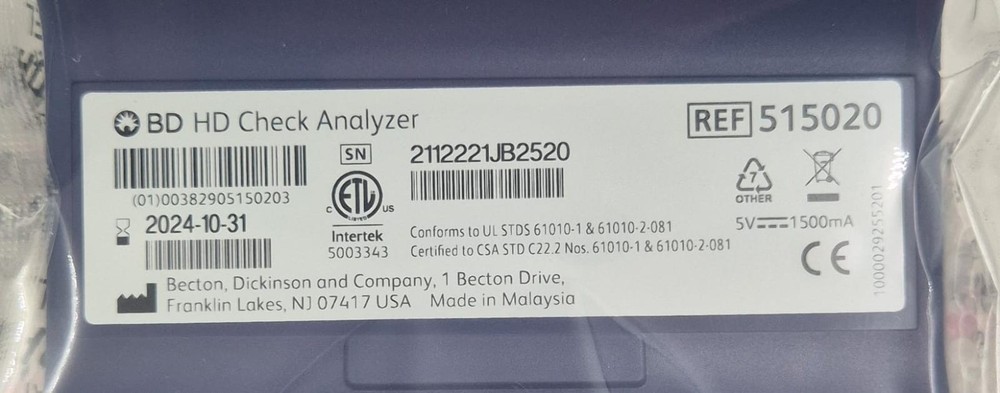 BD HD Check Analyzer
REF 515020
SN
2112221JB2520
(01)00382905150203
2024-10-31
ETL
LISTED
C US
Intertek
5003343
Conforms to UL STDS 61010-1 & 61010-2-081
Certified to CSA STD C22.2 Nos. 61010-1 & 61010-2-081
7
OTHER
5V⎓1500mA
CE
Becton, Dickinson and Company, 1 Becton Drive,
Franklin Lakes, NJ 07417 USA Made in Malaysia
1000029255201